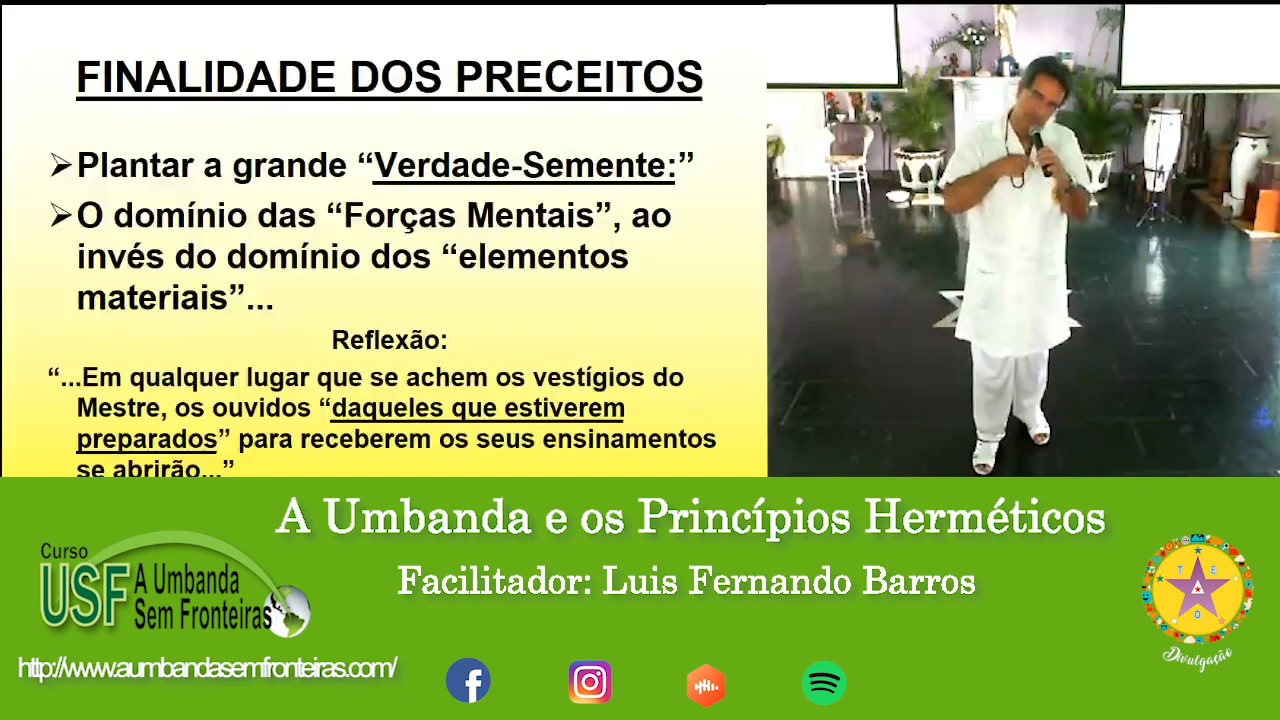 FINALIDADE DOS PRECEITOS
➢Plantar a grande “Verdade-Semente:”
➢O domínio das “Forças Mentais”, ao
invés do domínio dos “elementos
materiais”...
Reflexão:
“...Em qualquer lugar que se achem os vestígios do
Mestre, os ouvidos “daqueles que estiverem
preparados” para receberem os seus ensinamentos
se abrirão...”
A Umbanda e os Princípios Herméticos
Facilitador: Luis Fernando Barros
Curso
USF A Umbanda
Sem Fronteiras
http://www.aumbandasemfronteiras.com/
T E
O
Divulgação